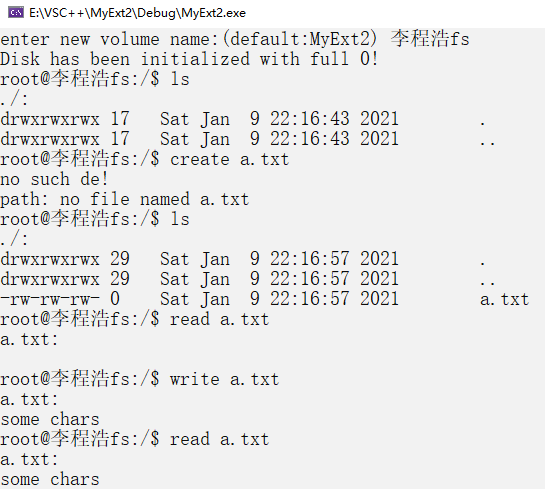 E:\VSC++\MyExt2\Debug\MyExt2.exe
enter new volume name:(default:MyExt2) 李程浩fs
Disk has been initialized with full 0!
root@李程浩fs:/$ ls
./:
drwxrwxrwx 17   Sat Jan  9 22:16:43 2021        .
drwxrwxrwx 17   Sat Jan  9 22:16:43 2021        ..
root@李程浩fs:/$ create a.txt
no such de!
path: no file named a.txt
root@李程浩fs:/$ ls
./:
drwxrwxrwx 29   Sat Jan  9 22:16:57 2021        .
drwxrwxrwx 29   Sat Jan  9 22:16:57 2021        ..
-rw-rw-rw- 0    Sat Jan  9 22:16:57 2021        a.txt
root@李程浩fs:/$ read a.txt
a.txt:

root@李程浩fs:/$ write a.txt
a.txt:
some chars
root@李程浩fs:/$ read a.txt
a.txt:
some chars